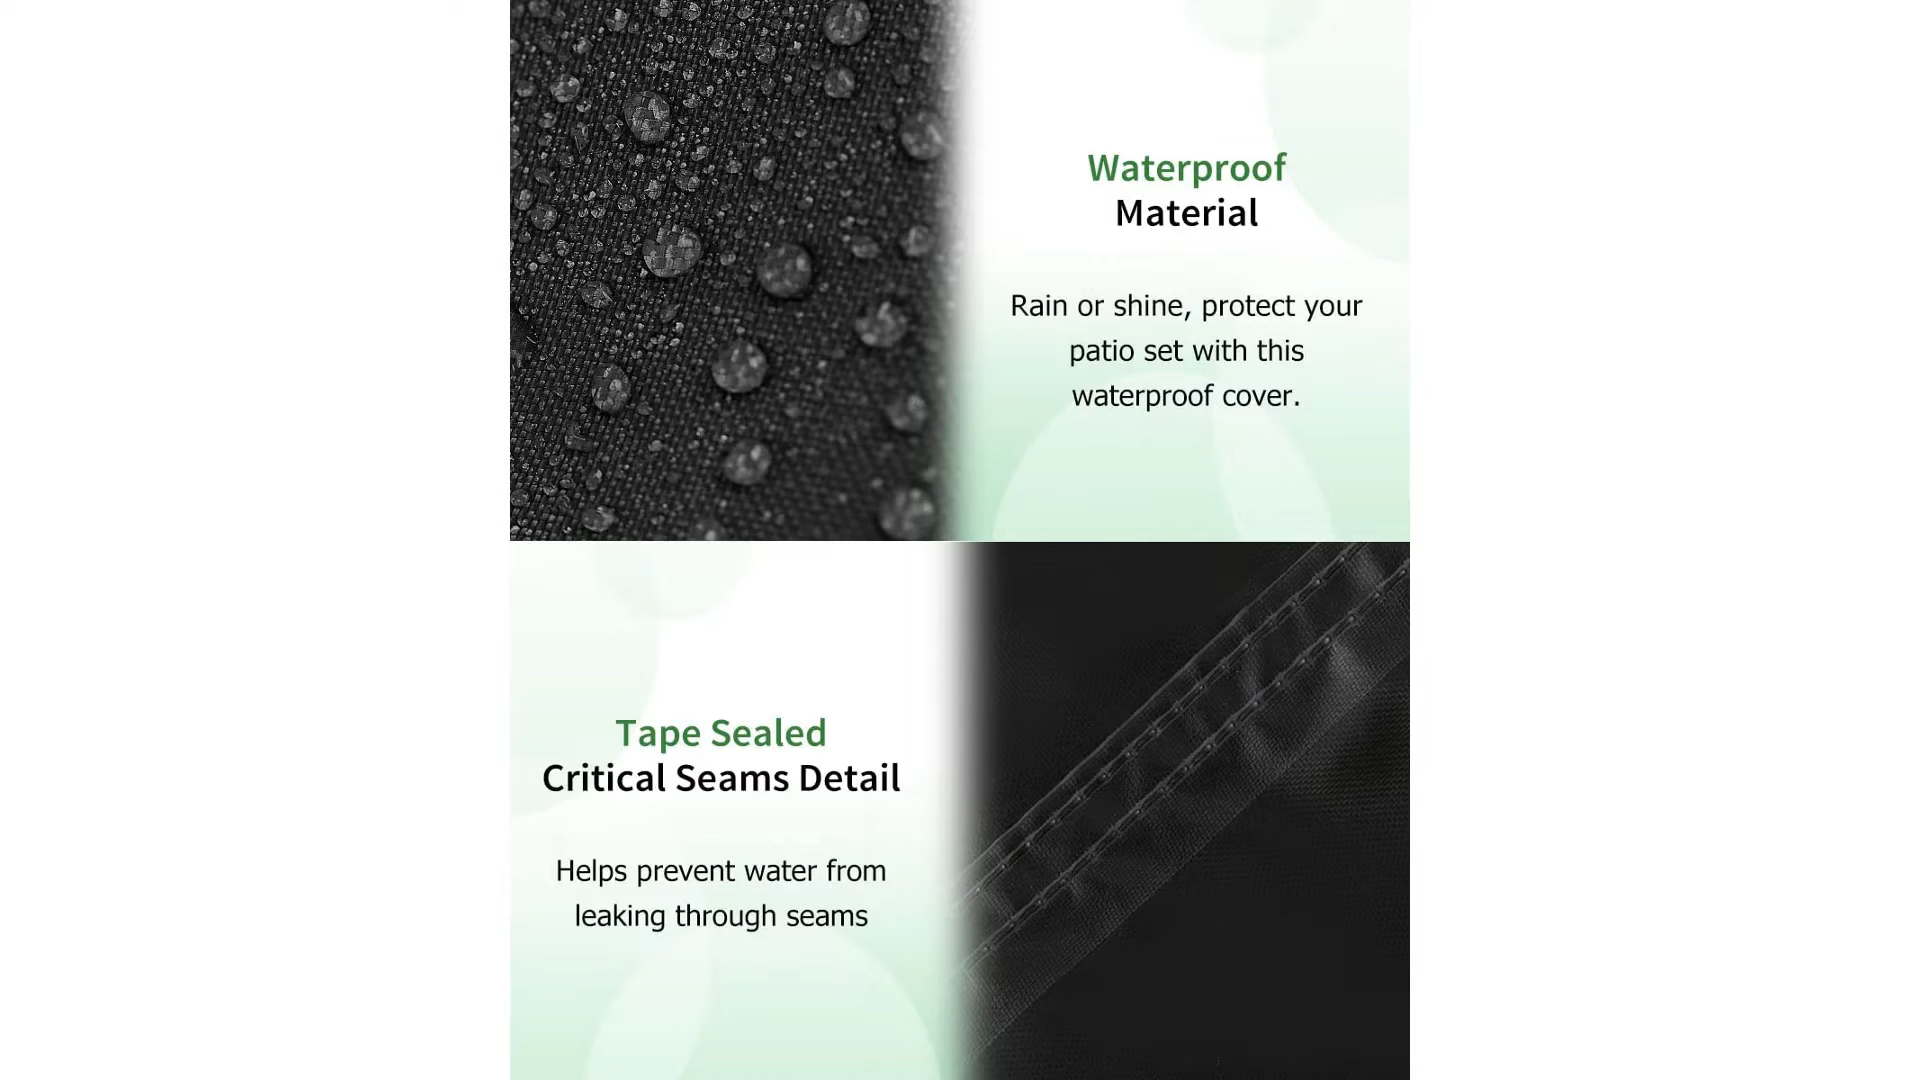 Waterproof
Material
Rain or shine, protect your
patio set with this
waterproof cover.
Tape Sealed
Critical Seams Detail
Helps prevent water from
leaking through seams